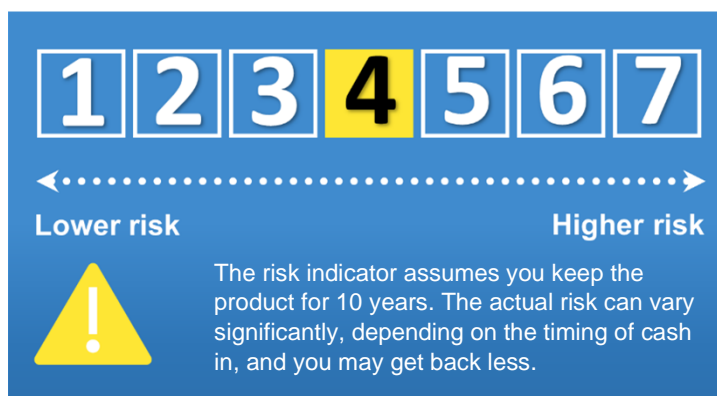 1 2 3 4 5 6 7
Lower risk Higher risk
The risk indicator assumes you keep the
product for 10 years. The actual risk can vary
significantly, depending on the timing of cash
in, and you may get back less.